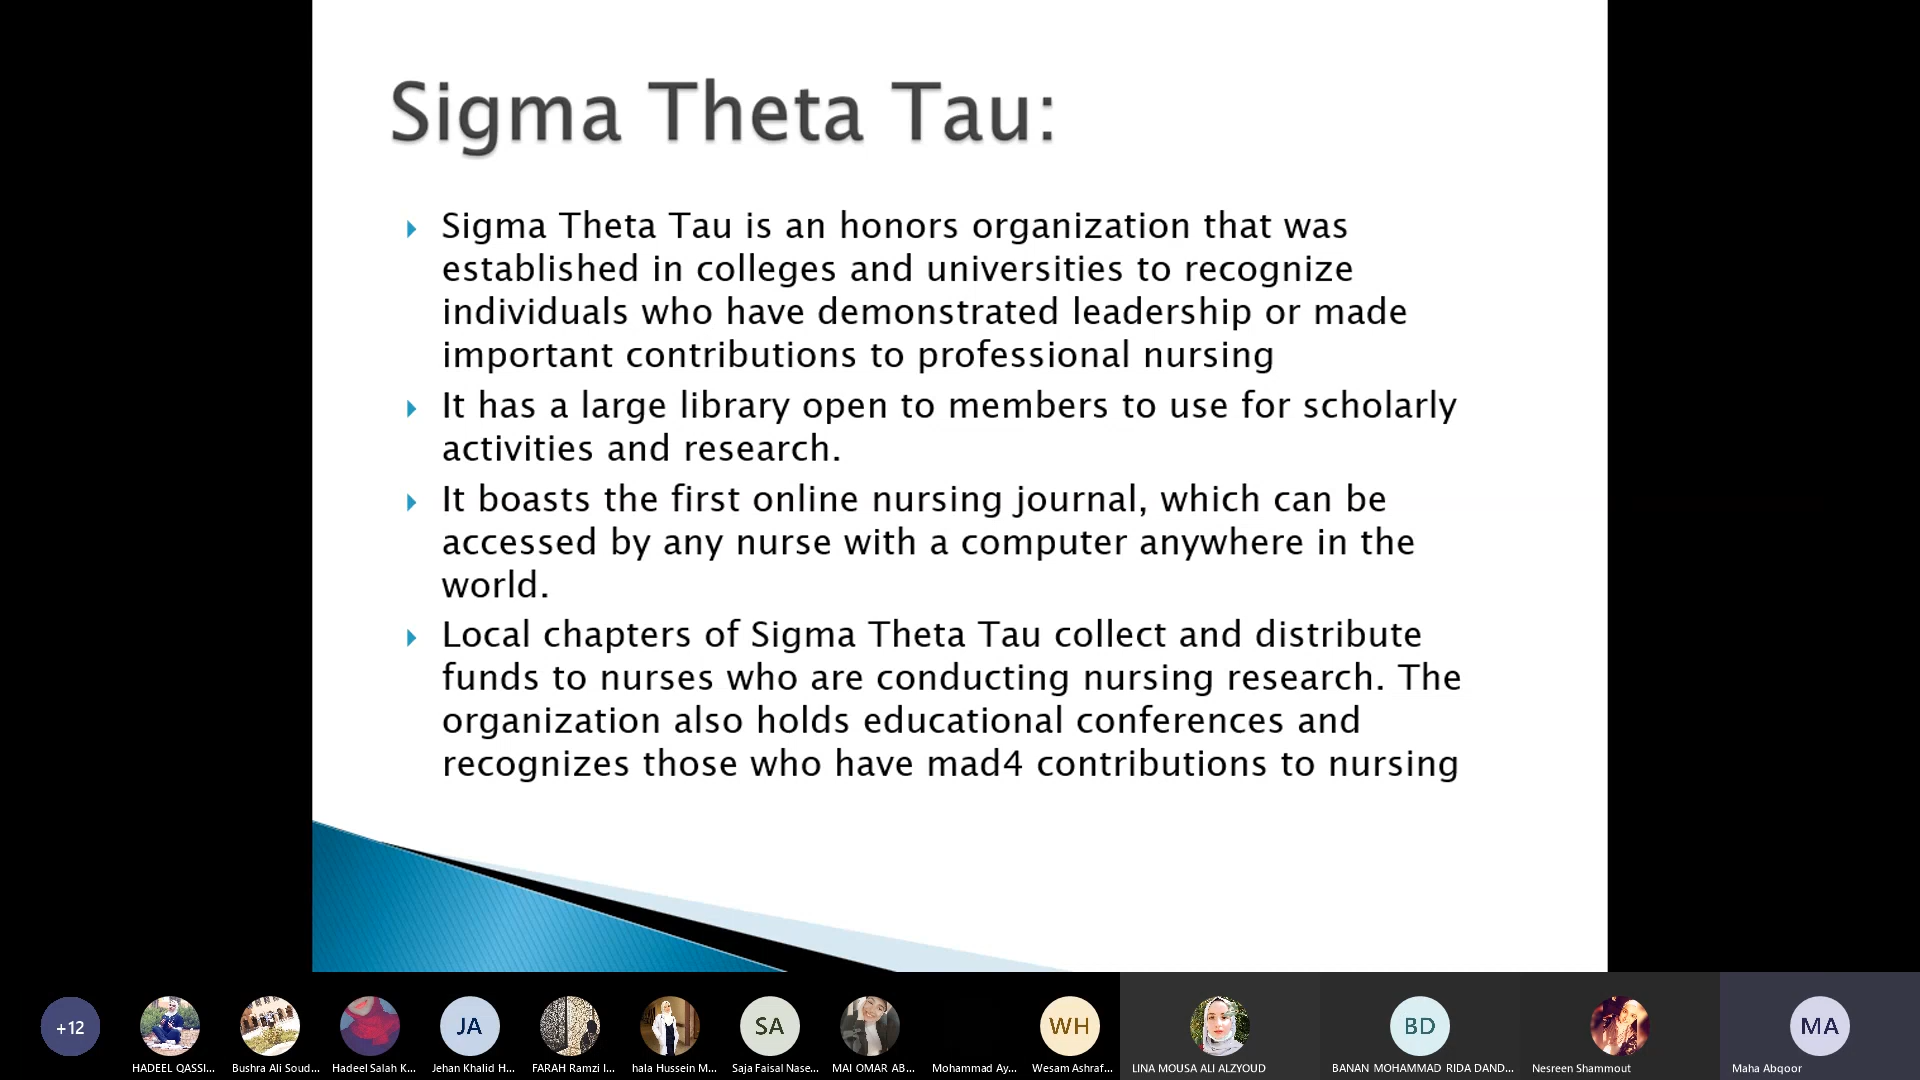 Sigma Theta Tau:
Sigma Theta Tau is an honors organization that was
established in colleges and universities to recognize
individuals who have demonstrated leadership or made
important contributions to professional nursing
It has a large library open to members to use for scholarly
activities and research.
It boasts the first online nursing journal, which can be
accessed by any nurse with a computer anywhere in the
world.
Local chapters of Sigma Theta Tau collect and distribute
funds to nurses who are conducting nursing research. The
organization also holds educational conferences and
recognizes those who have mad4 contributions to nursing
+12
JA
SA
WH
BD
MA
HADEEL QASSI...
Bushra Ali Soud...
Hadeel Salah K...
Jehan Khalid H...
FARAH Ramzi I...
hala Hussein M...
Saja Faisal Nase...
MAI OMAR AB...
Mohammad Ay...
Wesam Ashraf...
LINA MOUSA ALI ALZYOUD
BANAN MOHAMMAD RIDA DAND...
Nesreen Shammout
Maha Abqoor